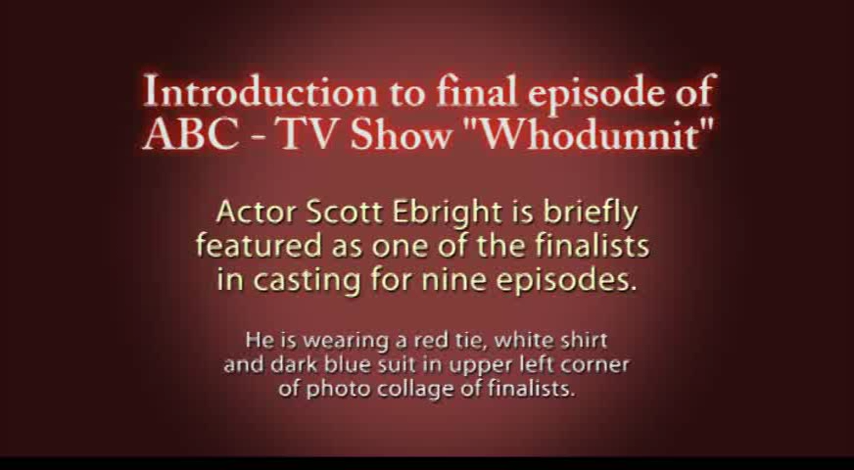 Introduction to final episode of
ABC - TV Show "Whodunnit"
Actor Scott Ebright is briefly
featured as one of the finalists
in casting for nine episodes.
He is wearing a red tie, white shirt
and dark blue suit in upper left corner
of photo collage of finalists.